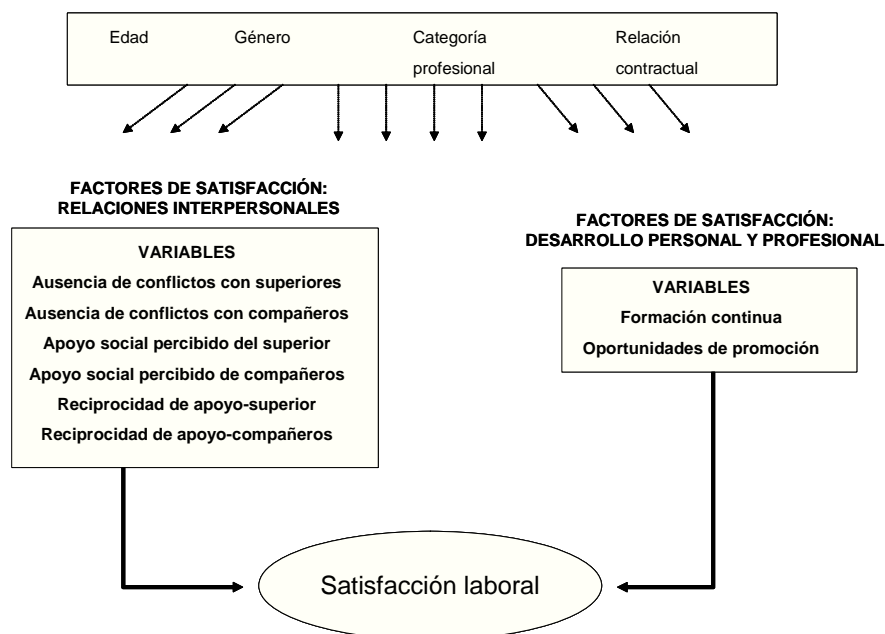 Edad Género Categoría profesional Relación contractual
FACTORES DE SATISFACCIÓN:
RELACIONES INTERPERSONALES
VARIABLES
Ausencia de conflictos con superiores
Ausencia de conflictos con compañeros
Apoyo social percibido del superior
Apoyo social percibido de compañeros
Reciprocidad de apoyo-superior
Reciprocidad de apoyo-compañeros
FACTORES DE SATISFACCIÓN:
DESARROLLO PERSONAL Y PROFESIONAL
VARIABLES
Formación continua
Oportunidades de promoción
Satisfacción laboral